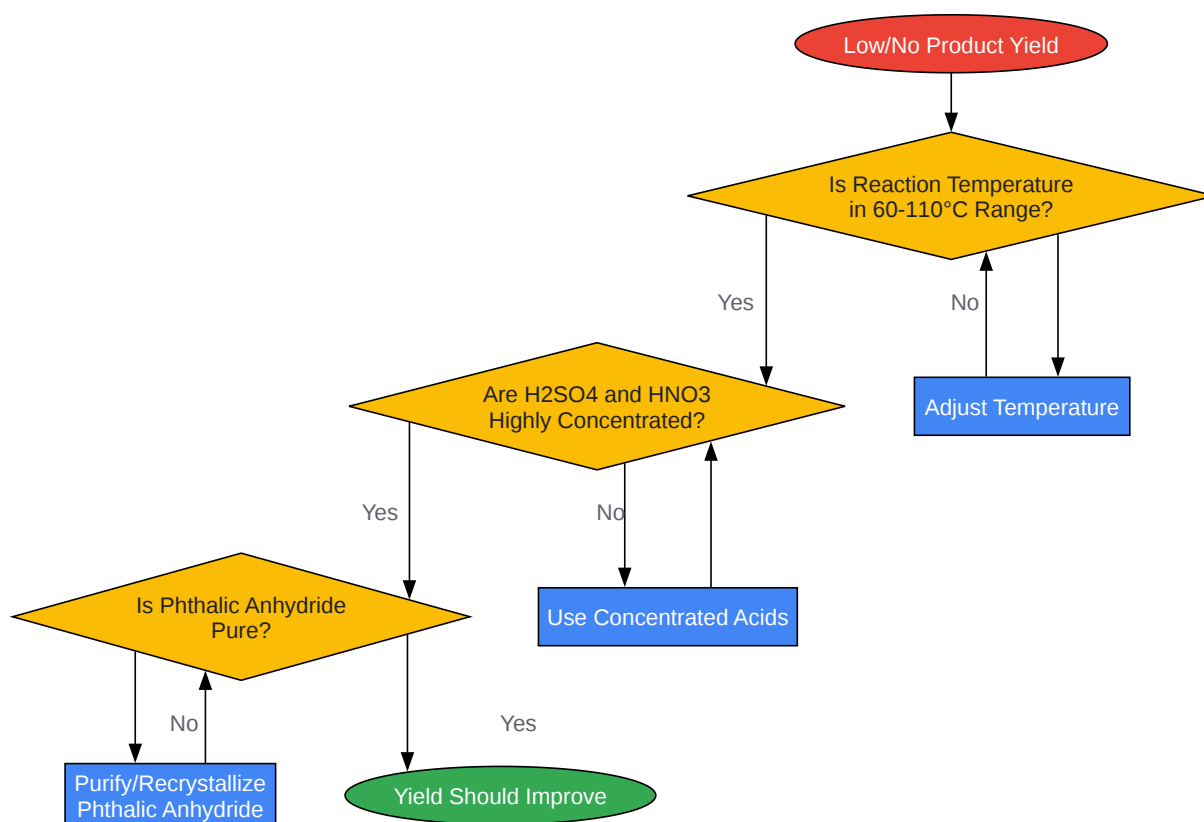 Low/No Product Yield
Is Reaction Temperature
in 60-110°C Range?
Yes
No
Adjust Temperature
Are H2SO4 and HNO3
Highly Concentrated?
Yes
No
Use Concentrated Acids
Is Phthalic Anhydride
Pure?
No
Yes
Purify/Recrystallize
Phthalic Anhydride
Yield Should Improve